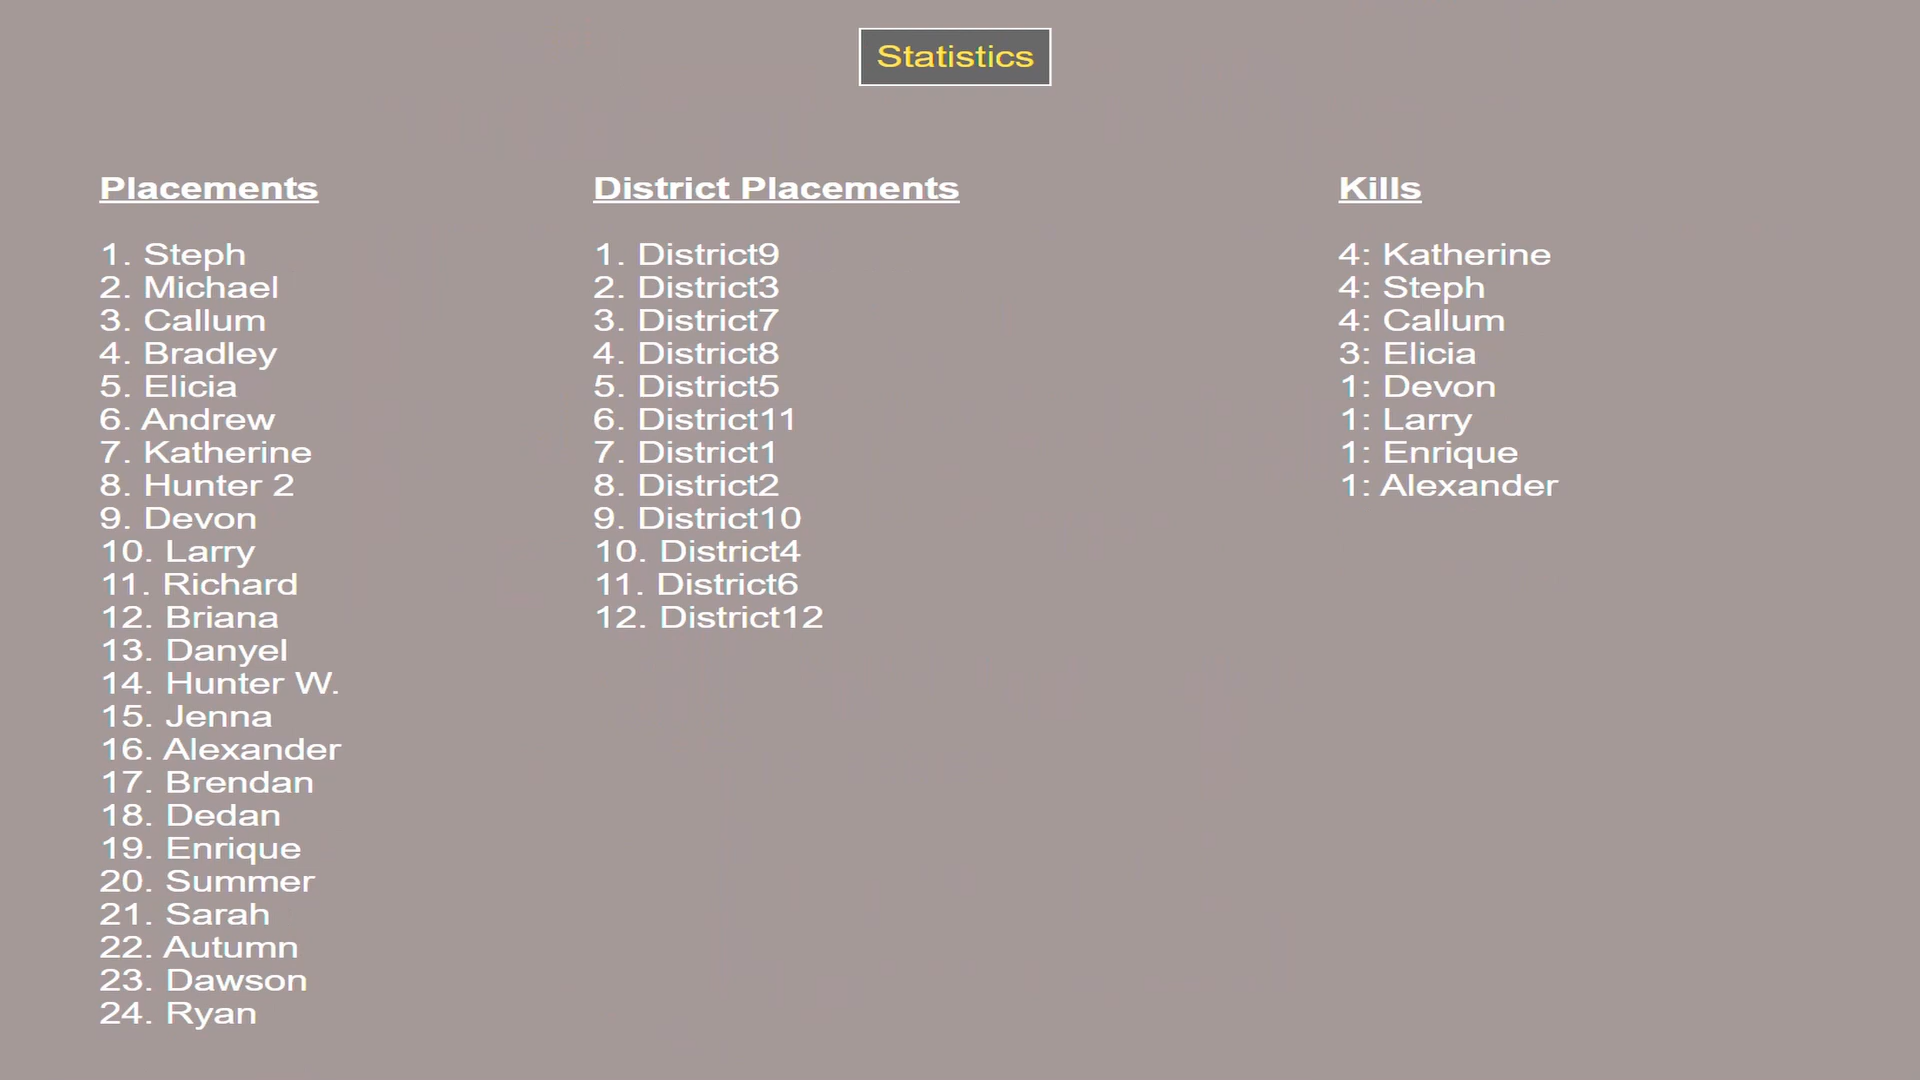 Statistics
Placements
1. Steph
2. Michael
3. Callum
4. Bradley
5. Elicia
6. Andrew
7. Katherine
8. Hunter 2
9. Devon
10. Larry
11. Richard
12. Briana
13. Danyel
14. Hunter W.
15. Jenna
16. Alexander
17. Brendan
18. Dedan
19. Enrique
20. Summer
21. Sarah
22. Autumn
23. Dawson
24. Ryan
District Placements
1. District9
2. District3
3. District7
4. District8
5. District5
6. District11
7. District1
8. District2
9. District10
10. District4
11. District6
12. District12
Kills
4: Katherine
4: Steph
4: Callum
3: Elicia
1: Devon
1: Larry
1: Enrique
1: Alexander